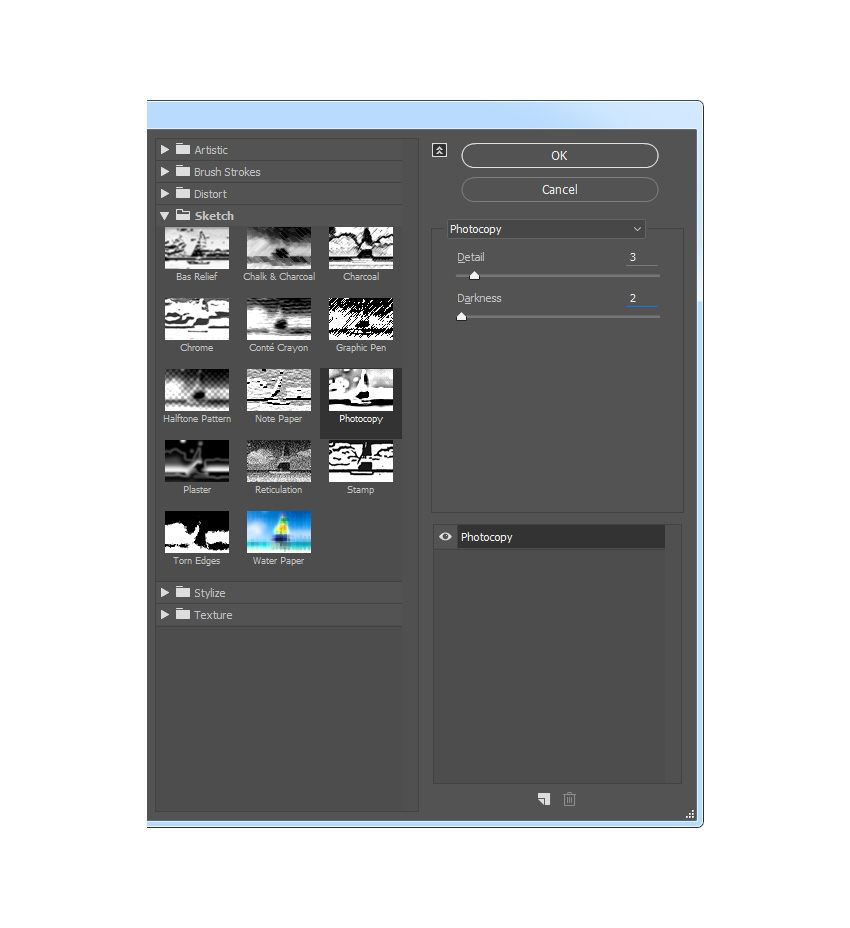 Artistic
Brush Strokes
Distort
Sketch
Bas Relief
Chalk & Charcoal
Charcoal
Chrome
Conté Crayon
Graphic Pen
Halftone Pattern
Note Paper
Photocopy
Plaster
Reticulation
Stamp
Torn Edges
Water Paper
Stylize
Texture
OK
Cancel
Photocopy
Detail 3
Darkness 2
Photocopy